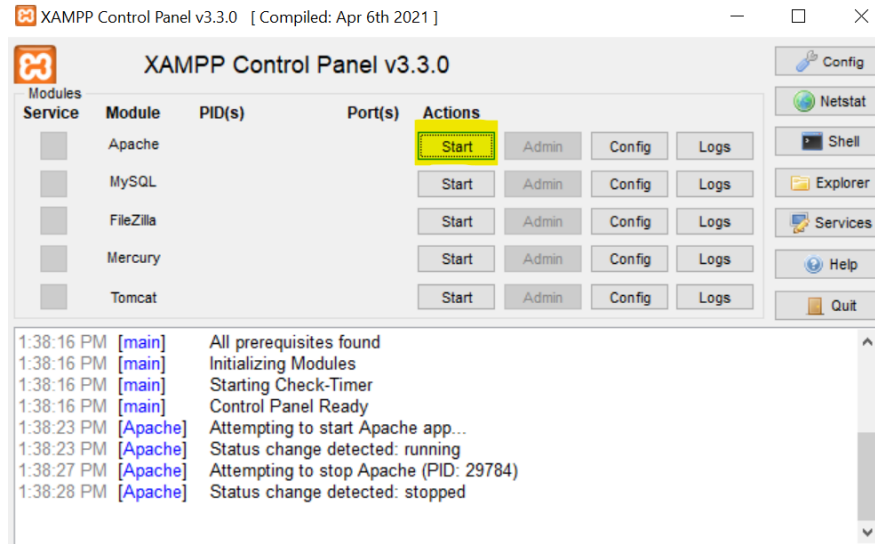 XAMPP Control Panel v3.3.0 [ Compiled: Apr 6th 2021 ]
XAMPP Control Panel v3.3.0
Config
Modules
Service Module PID(s) Port(s) Actions
Netstat
Apache Start Admin Config Logs
Shell
MySQL Start Admin Config Logs
Explorer
FileZilla Start Admin Config Logs
Services
Mercury Start Admin Config Logs
Help
Tomcat Start Admin Config Logs
Quit
1:38:16 PM [main] All prerequisites found
1:38:16 PM [main] Initializing Modules
1:38:16 PM [main] Starting Check-Timer
1:38:16 PM [main] Control Panel Ready
1:38:23 PM [Apache] Attempting to start Apache app...
1:38:23 PM [Apache] Status change detected: running
1:38:27 PM [Apache] Attempting to stop Apache (PID: 29784)
1:38:28 PM [Apache] Status change detected: stopped